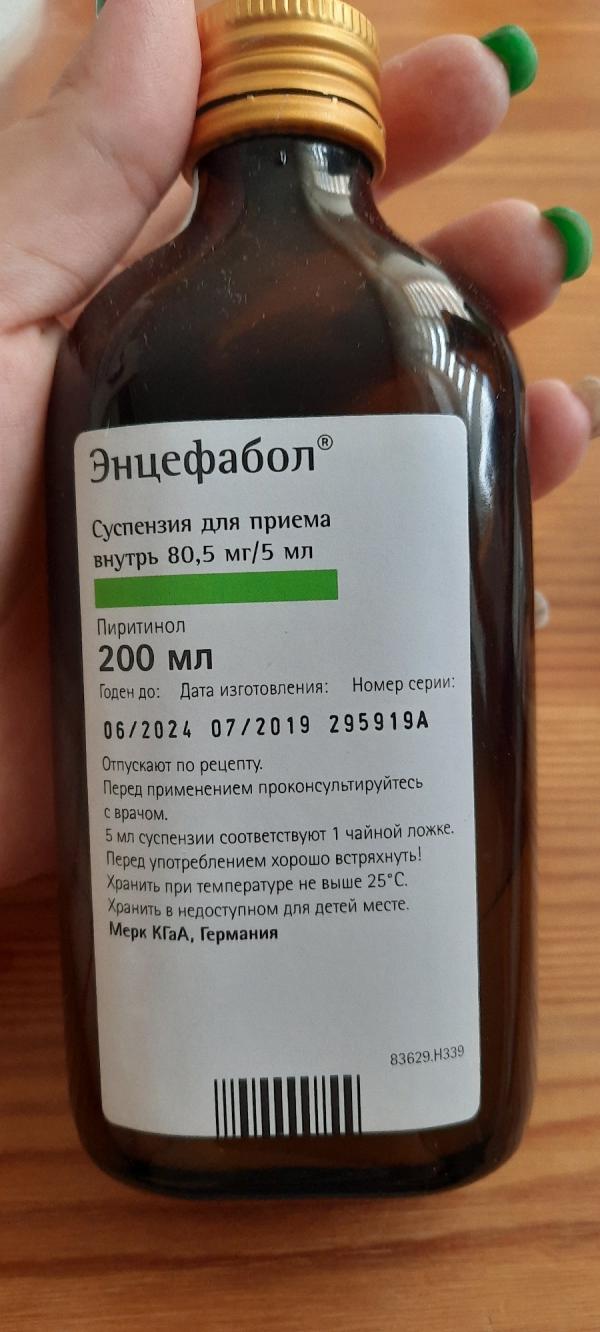 Энцефабол®
Суспензия для приема
внутрь 80,5 мг/5 мл
Пиритинол
200 мл
Годен до: Дата изготовления: Номер серии:
06/2024 07/2019 295919A
Отпускают по рецепту.
Перед применением проконсультируйтесь
с врачом.
5 мл суспензии соответствуют 1 чайной ложке.
Перед употреблением хорошо встряхнуть!
Хранить при температуре не выше 25°C.
Хранить в недоступном для детей месте.
Мерк КГаА, Германия
83629.H339